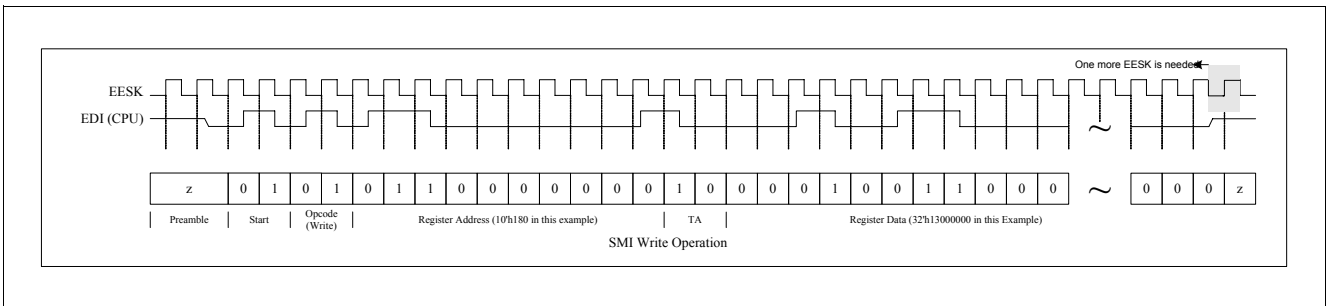 One more EESK is needed
EESK
EDI (CPU)
~
z 0 1 0 1 0 1 1 0 0 0 0 0 0 0 1 0 0 0 0 1 0 0 1 1 0 0 0 ~ 0 0 0 z
Preamble Start Opcode (Write) Register Address (10'h180 in this example) TA Register Data (32'h13000000 in this Example)
SMI Write Operation